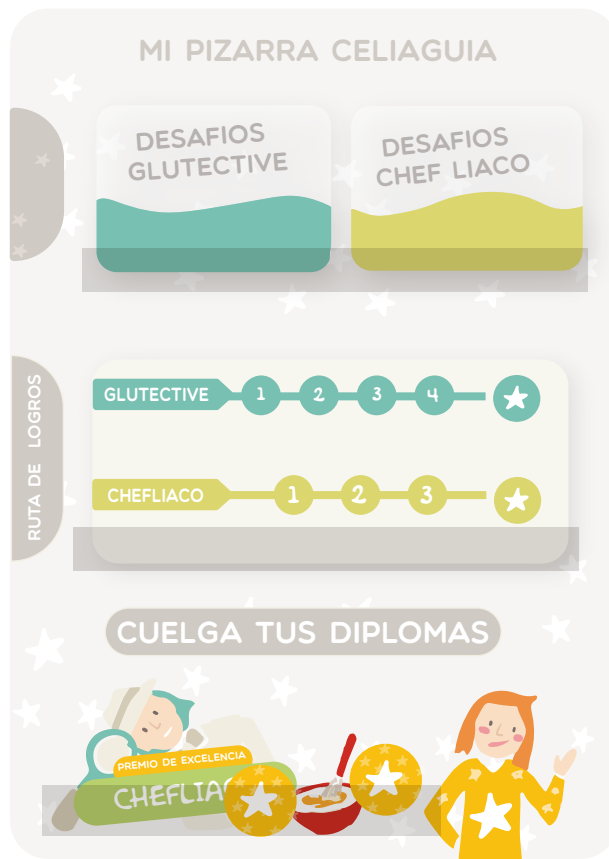 MI PIZARRA CELIAGUIA
DESAFIOS
GLUTECTIVE
DESAFIOS
CHEF LIACO
RUTA DE LOGROS
GLUTECTIVE 1 2 3 4
CHEFLIACO 1 2 3
CUELGA TUS DIPLOMAS
PREMIO DE EXCELENCIA